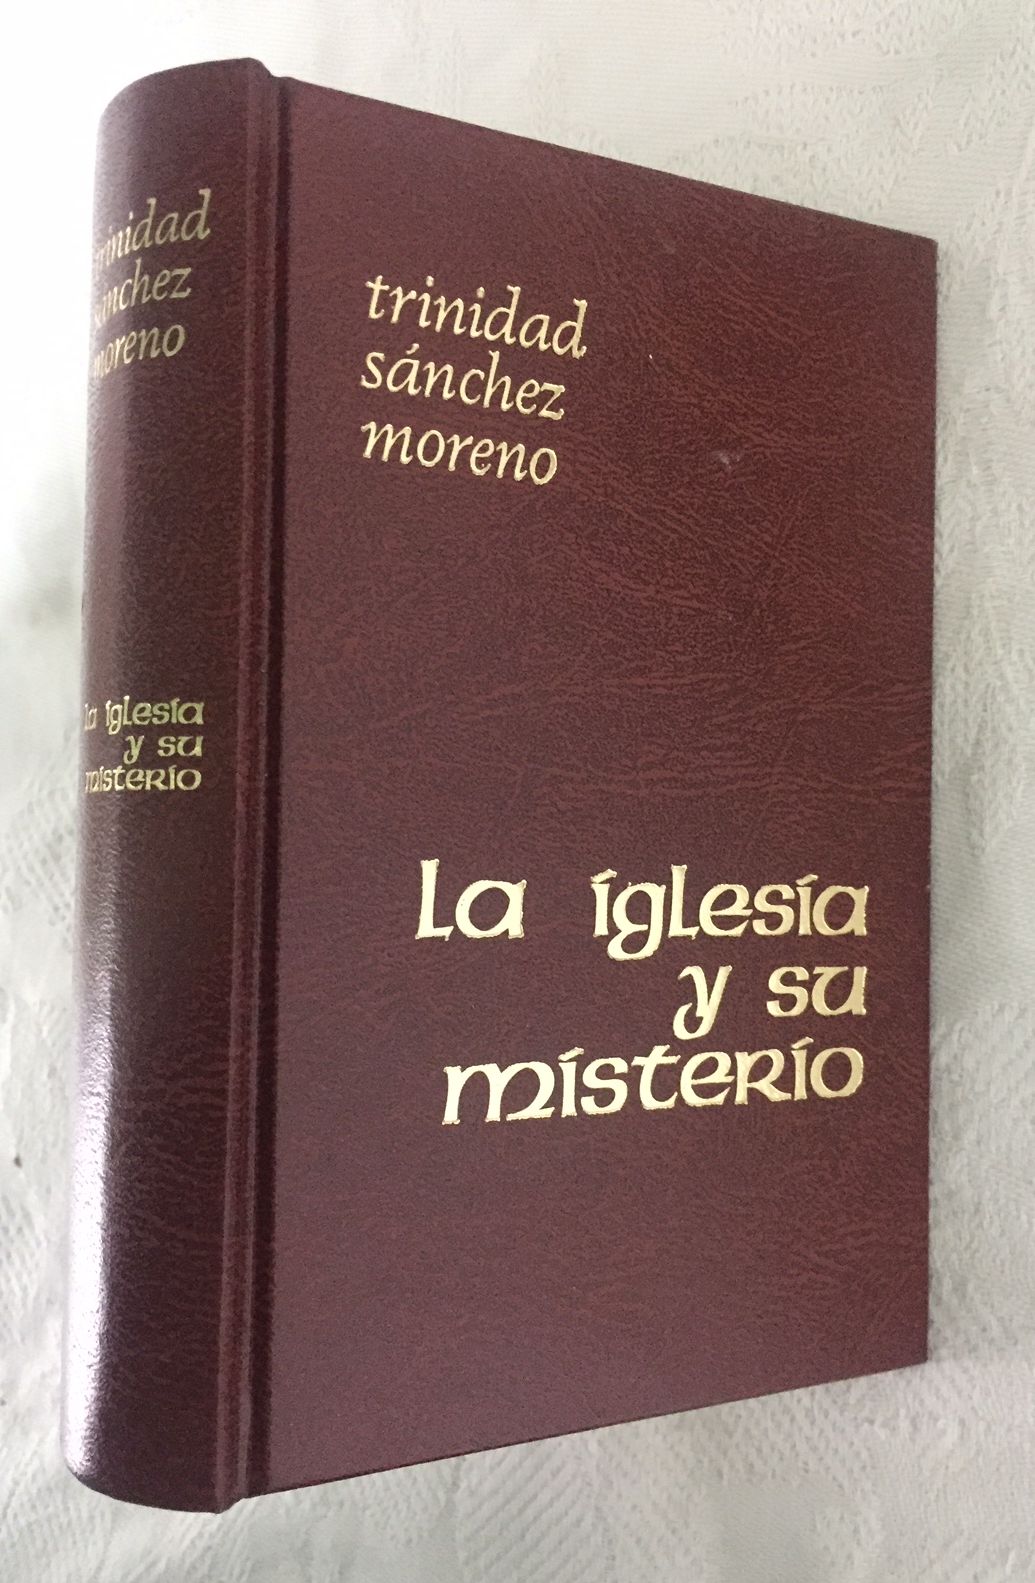 trinidad
sánchez
moreno
la iglesia
y su
misterio
trinidad
sánchez
moreno
La iglesia
y su
misterio